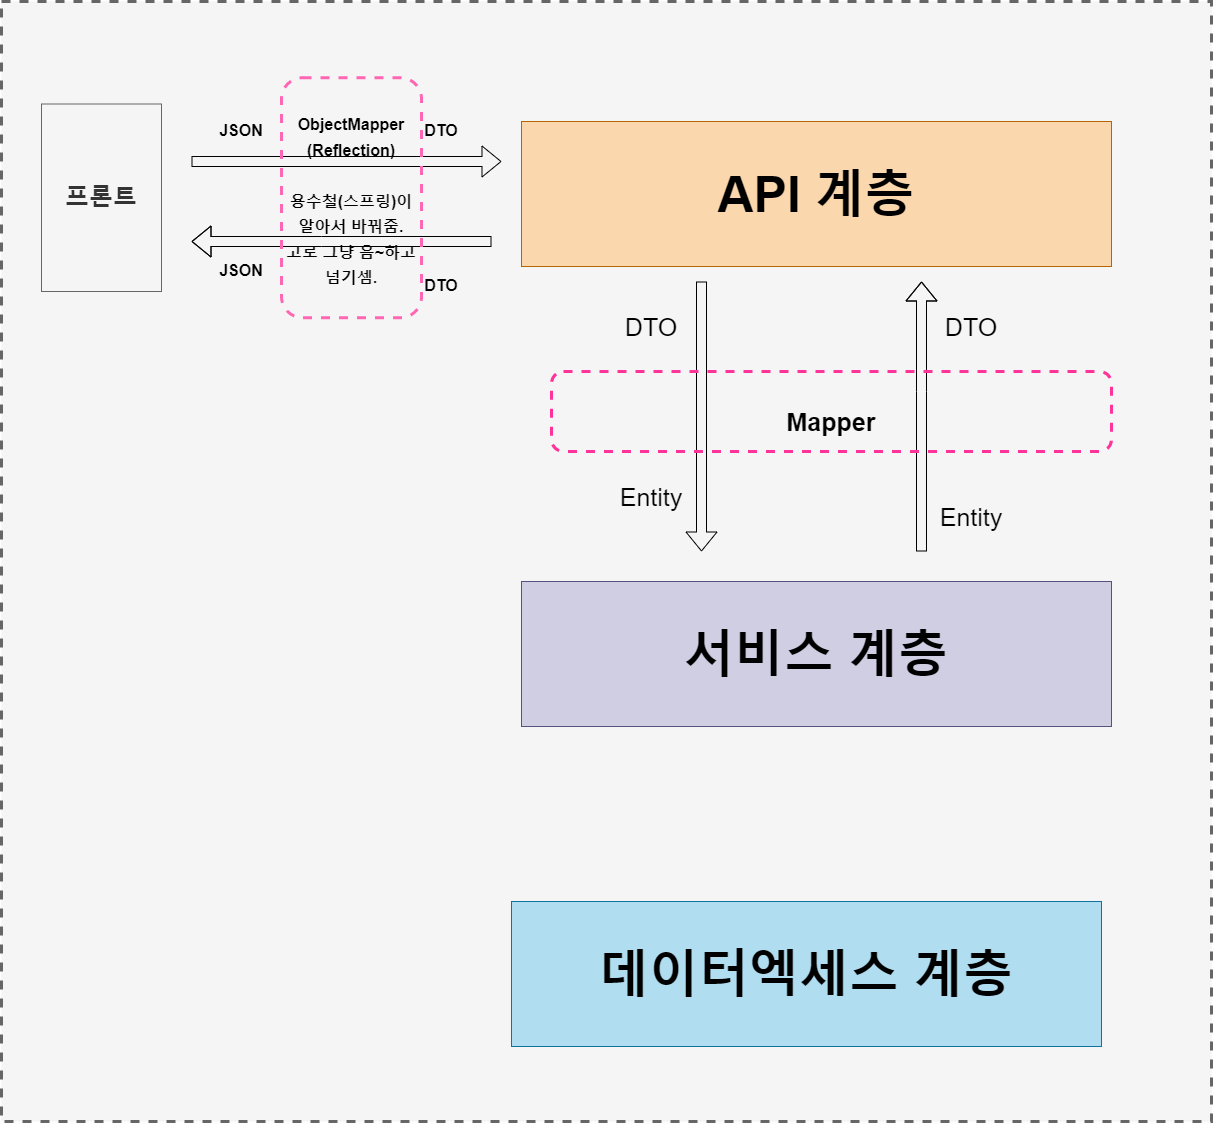 프론트
JSON
ObjectMapper
(Reflection)
DTO
용수철(스프링)이
알아서 바꿔줌.
고로 그냥 음~하고
넘기셈.
JSON
DTO
API 계층
DTO
DTO
Mapper
Entity
Entity
서비스 계층
데이터엑세스 계층